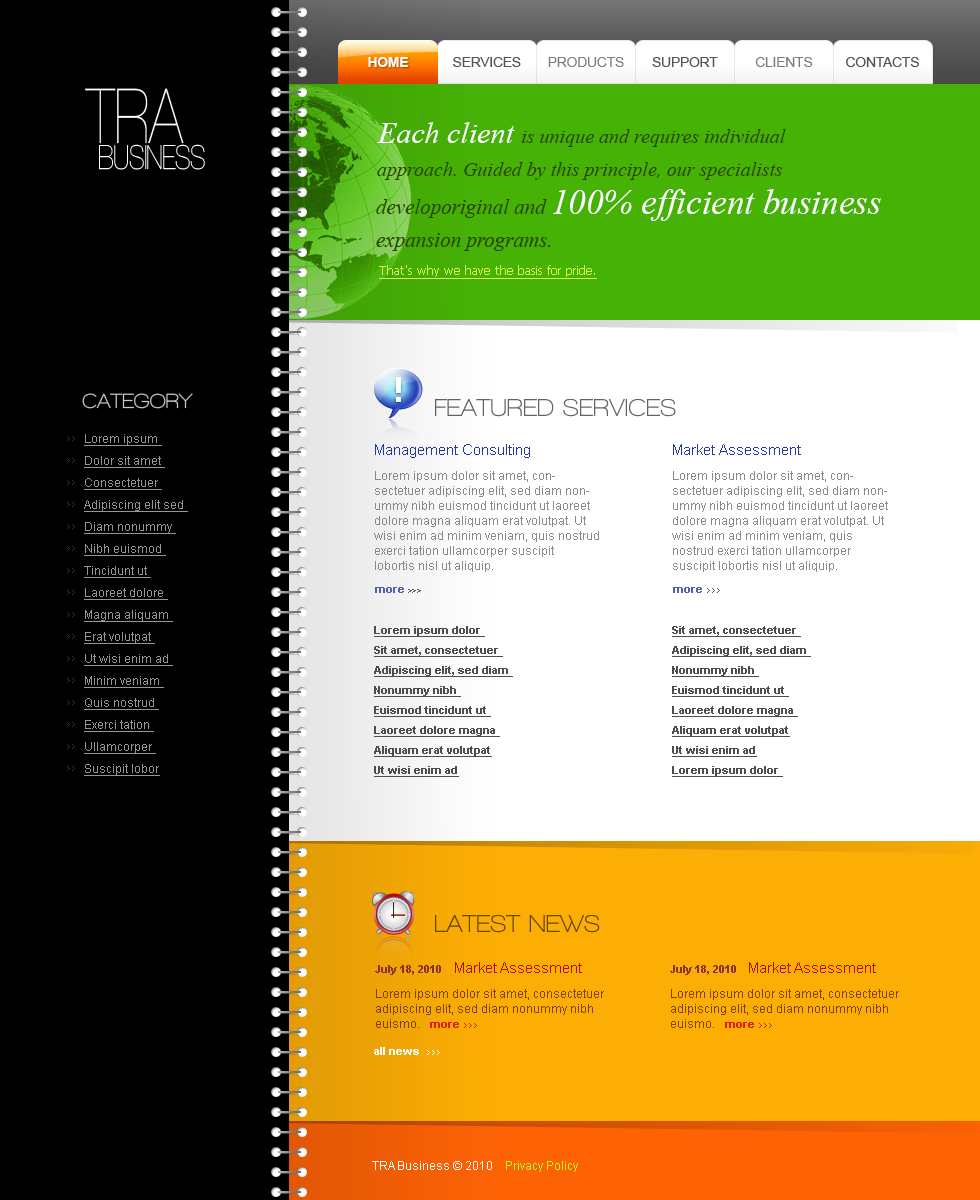 HOME SERVICES PRODUCTS SUPPORT CLIENTS CONTACTS
TRA
BUSINESS
Each client is unique and requires individual
approach. Guided by this principle, our specialists
developoriginal and 100% efficient business
expansion programs.
That's why we have the basis for pride.
CATEGORY
Lorem ipsum
Dolor sit amet
Consectetuer
Adipiscing elit sed
Diam nonummy
Nibh euismod
Tincidunt ut
Laoreet dolore
Magna aliquam
Erat volutpat
Ut wisi enim ad
Minim veniam
Quis nostrud
Exerci tation
Ullamcorper
Suscipit lobor
FEATURED SERVICES
Management Consulting
Lorem ipsum dolor sit amet, con-
sectetuer adipiscing elit, sed diam non-
ummy nibh euismod tincidunt ut laoreet
dolore magna aliquam erat volutpat. Ut
wisi enim ad minim veniam, quis nostrud
exerci tation ullamcorper suscipit
lobortis nisl ut aliquip.
more >>>
Lorem ipsum dolor
Sit amet, consectetuer
Adipiscing elit, sed diam
Nonummy nibh
Euismod tincidunt ut
Laoreet dolore magna
Aliquam erat volutpat
Ut wisi enim ad
Market Assessment
Lorem ipsum dolor sit amet, con-
sectetuer adipiscing elit, sed diam non-
ummy nibh euismod tincidunt ut laoreet
dolore magna aliquam erat volutpat. Ut
wisi enim ad minim veniam, quis
nostrud exerci tation ullamcorper
suscipit lobortis nisl ut aliquip.
more >>>
Sit amet, consectetuer
Adipiscing elit, sed diam
Nonummy nibh
Euismod tincidunt ut
Laoreet dolore magna
Aliquam erat volutpat
Ut wisi enim ad
Lorem ipsum dolor
LATEST NEWS
July 18, 2010 Market Assessment
Lorem ipsum dolor sit amet, consectetuer
adipiscing elit, sed diam nonummy nibh
euismo. more >>>
all news >>>
July 18, 2010 Market Assessment
Lorem ipsum dolor sit amet, consectetuer
adipiscing elit, sed diam nonummy nibh
euismo. more >>>
TRA Business © 2010 Privacy Policy